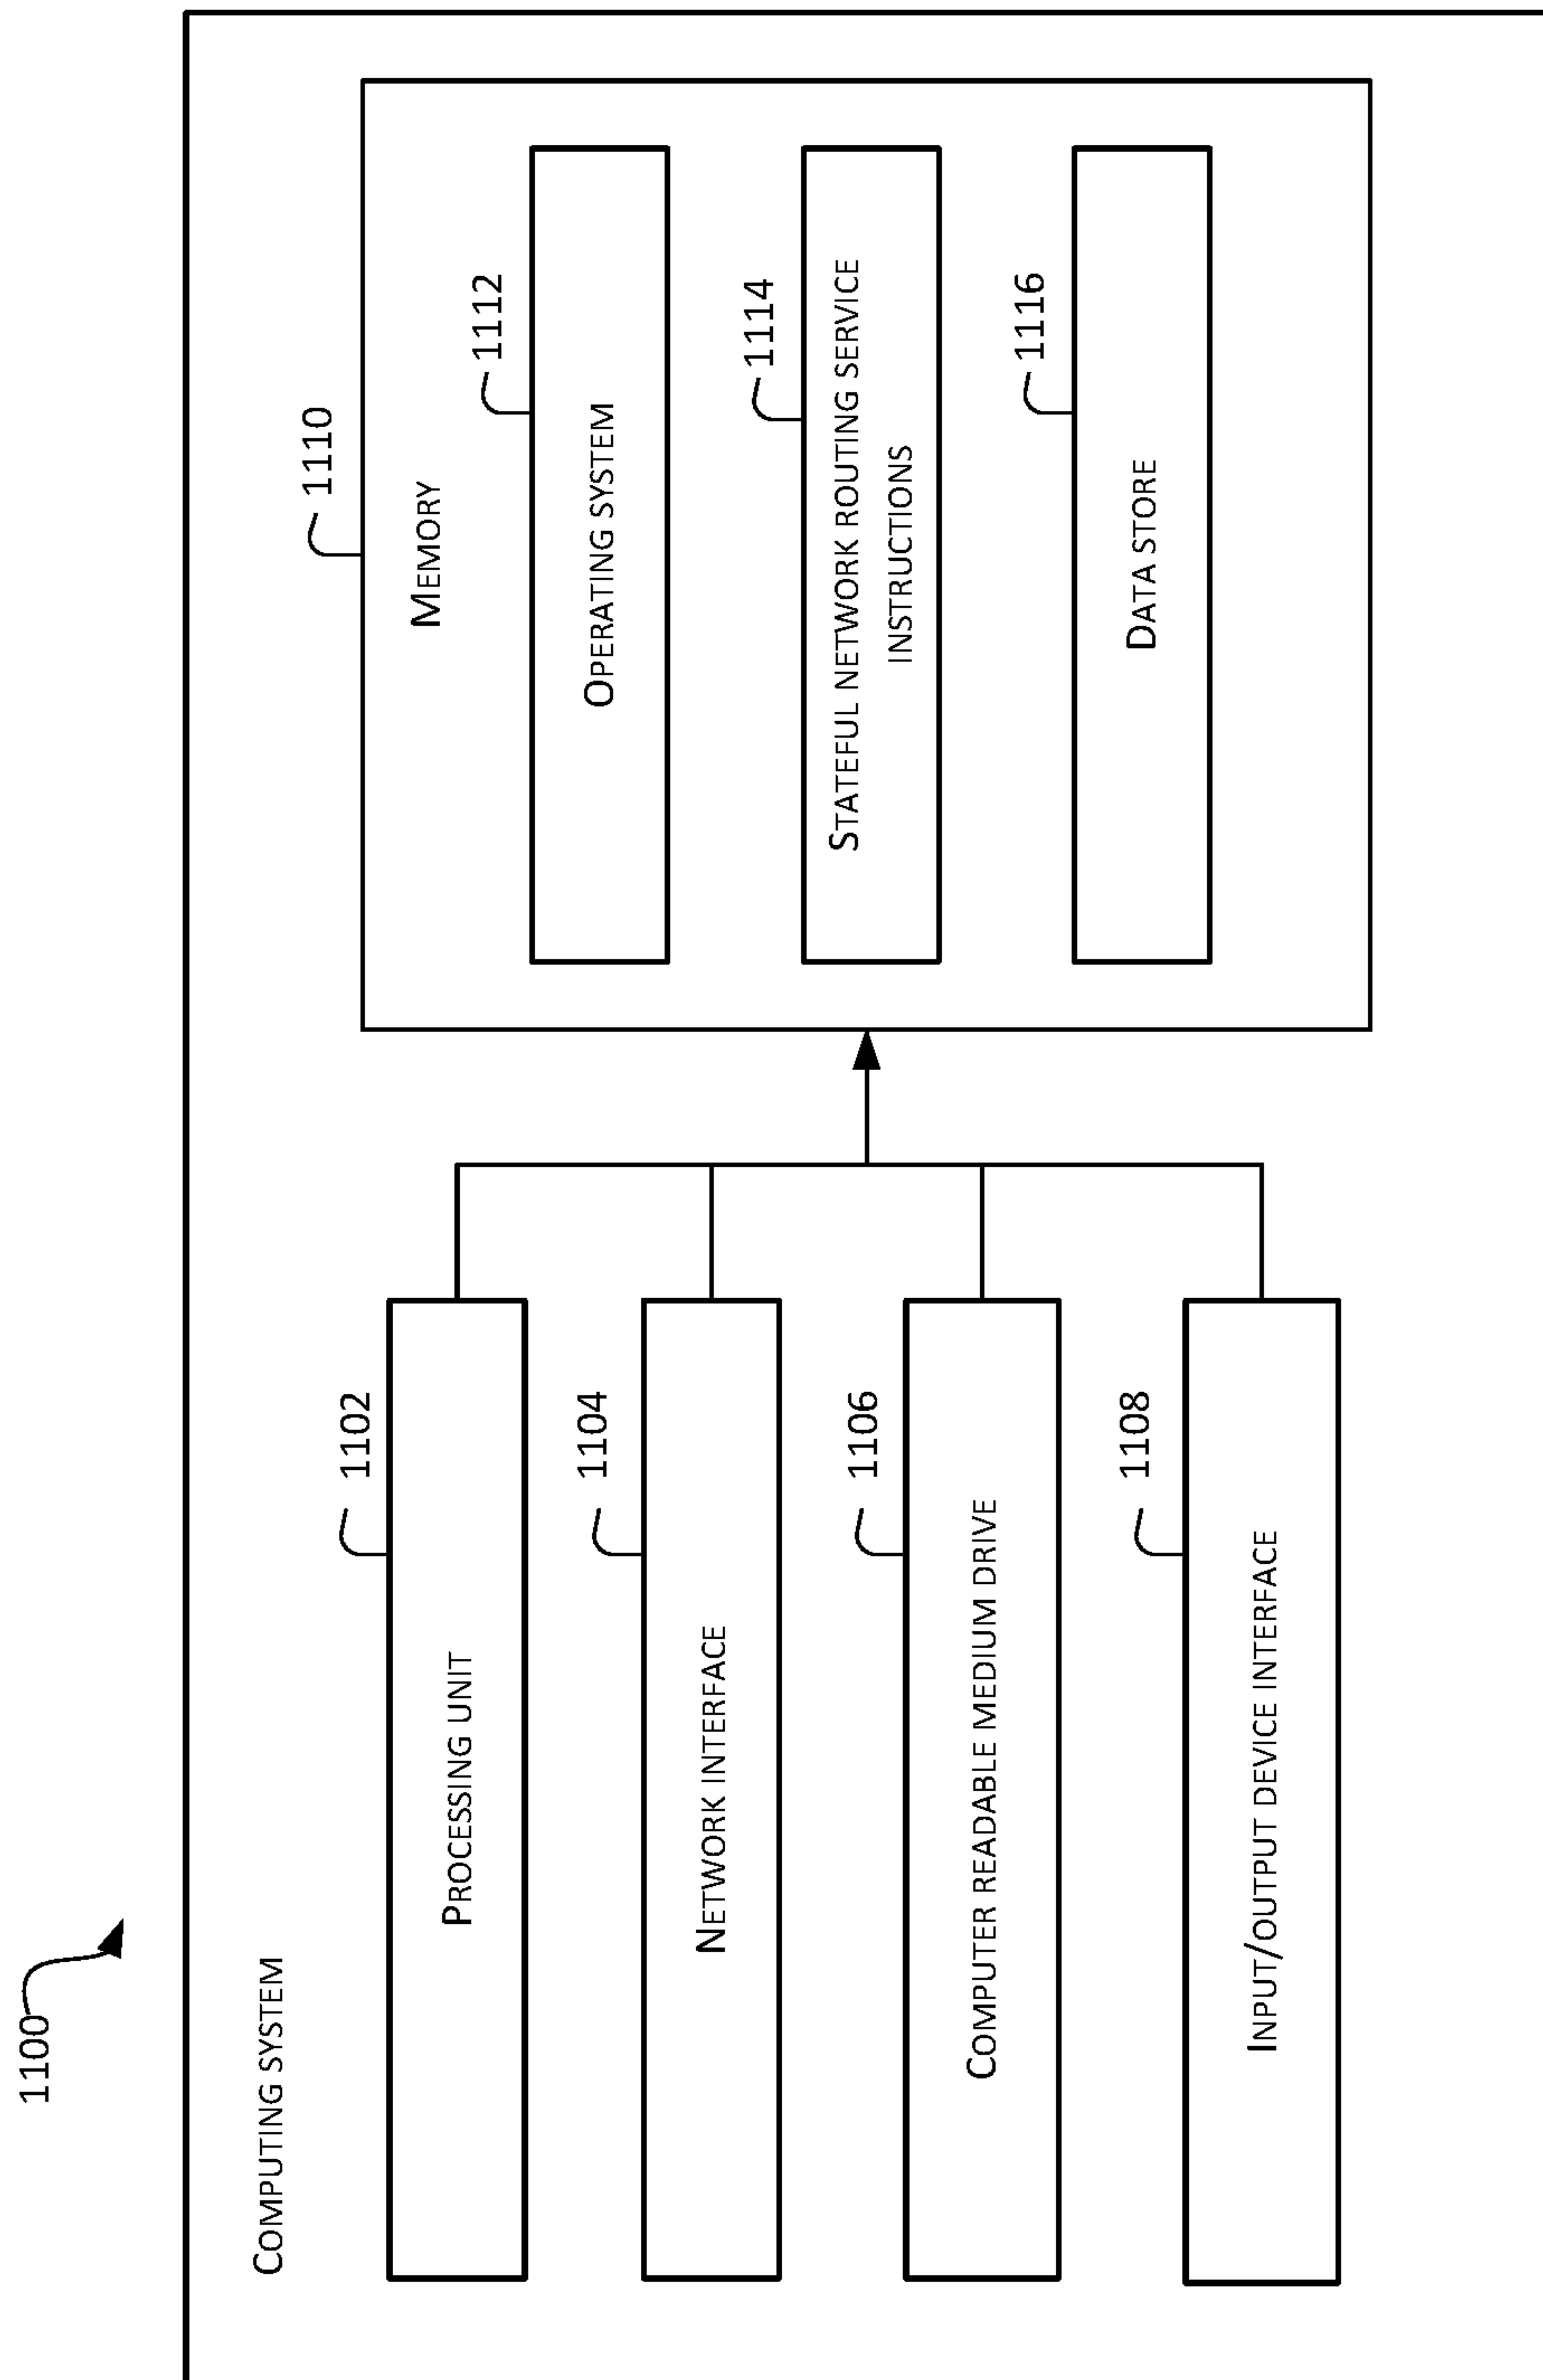 1100
COMPUTING SYSTEM
1102
PROCESSING UNIT
1104
NETWORK INTERFACE
1106
COMPUTER READABLE MEDIUM DRIVE
1108
INPUT/OUTPUT DEVICE INTERFACE
1110
MEMORY
1112
OPERATING SYSTEM
1114
STATEFUL NETWORK ROUTING SERVICE
INSTRUCTIONS
1116
DATA STORE